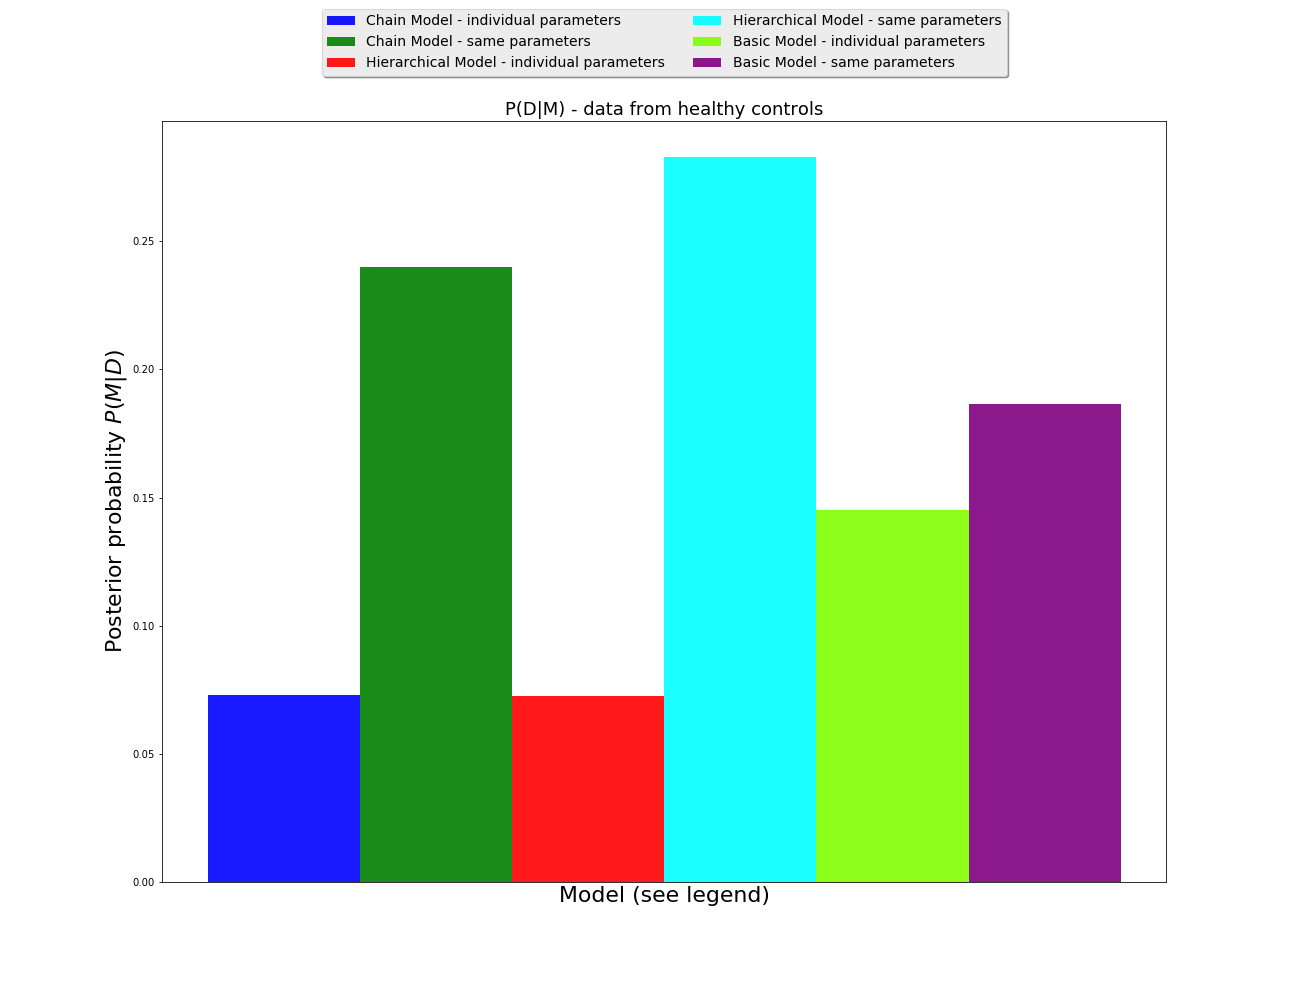 Chain Model - individual parameters
Chain Model - same parameters
Hierarchical Model - individual parameters
Hierarchical Model - same parameters
Basic Model - individual parameters
Basic Model - same parameters
P(D|M) - data from healthy controls
Posterior probability P(M|D)
0.25
0.20
0.15
0.10
0.05
0.00
Model (see legend)